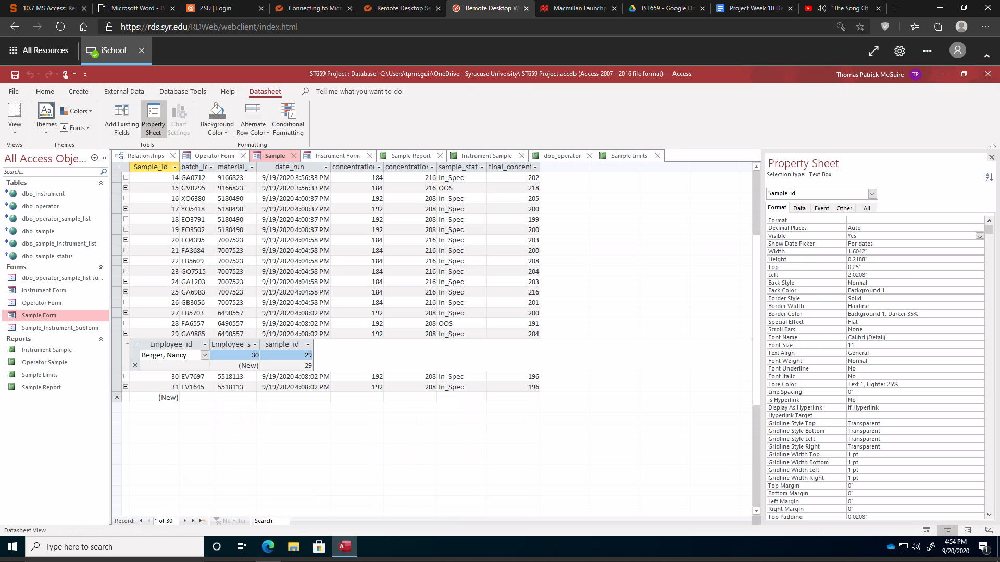 10.7 MS Access: Re
Microsoft Word - IS
2SU | Login
Connecting to Micr
Remote Desktop Se
Remote Desktop W
Macmillan Launchp
IST659 - Google Dr
Project Week 10 De
"The Song Of
https://rds.syr.edu/RDWeb/webclient/index.html
All Resources
iSchool
IST659 Project : Database- C:\Users\tpmcguir\OneDrive - Syracuse University\IST659 Project.accdb (Access 2007 - 2016 file format) - Access
Thomas Patrick McGuire TP
File Home Create External Data Database Tools Help Datasheet Tell me what you want to do
View
Themes
Colors
Fonts
Add Existing Fields
Property Sheet
Chart Settings
Background Color
Alternate Row Color
Conditional Formatting
Views Themes Tools Formatting
All Access Obje...
Search...
Tables
dbo_instrument
dbo_operator
dbo_operator_sample_list
dbo_sample
dbo_sample_instrument_list
dbo_sample_status
Forms
dbo_operator_sample_list su...
Instrument Form
Operator Form
Sample Form
Sample_Instrument_Subform
Reports
Instrument Sample
Operator Sample
Sample Limits
Sample Report
Relationships Operator Form Sample Instrument Form Sample Report Instrument Sample dbo_operator Sample Limits
Sample_id batch_ic material_ date_run concentration concentration sample_stat final_concent
14 GA0712 9166823 9/19/2020 3:56:33 PM 184 216 In_Spec 202
15 GV0295 9166823 9/19/2020 3:56:33 PM 184 216 OOS 218
16 XO6380 5180490 9/19/2020 4:00:37 PM 192 208 In_Spec 205
17 YO5418 5180490 9/19/2020 4:00:37 PM 192 208 In_Spec 200
18 EO3791 5180490 9/19/2020 4:00:37 PM 192 208 In_Spec 199
19 FO3502 5180490 9/19/2020 4:00:37 PM 192 208 In_Spec 200
20 FO4395 7007523 9/19/2020 4:04:58 PM 184 216 In_Spec 203
21 FA3684 7007523 9/19/2020 4:04:58 PM 184 216 In_Spec 200
22 FB5609 7007523 9/19/2020 4:04:58 PM 184 216 In_Spec 208
23 GO7515 7007523 9/19/2020 4:04:58 PM 184 216 In_Spec 204
24 GA1203 7007523 9/19/2020 4:04:58 PM 184 216 In_Spec 203
25 GA6983 7007523 9/19/2020 4:04:58 PM 184 216 In_Spec 216
26 GB3056 7007523 9/19/2020 4:04:58 PM 184 216 In_Spec 201
27 EB5703 6490557 9/19/2020 4:08:02 PM 192 208 In_Spec 200
28 FA6557 6490557 9/19/2020 4:08:02 PM 192 208 OOS 191
29 GA9885 6490557 9/19/2020 4:08:02 PM 192 208 In_Spec 204
Employee_id Employee_s sample_id
Berger, Nancy 30 29
(New) 29
30 EV7697 5518113 9/19/2020 4:08:02 PM 192 208 In_Spec 196
31 FV1645 5518113 9/19/2020 4:08:02 PM 192 208 In_Spec 196
(New)
Record: 1 of 30 No Filter Search
Property Sheet
Selection type: Text Box
Sample_id
Format Data Event Other All
Format
Decimal Places Auto
Visible Yes
Show Date Picker For dates
Width 1.6042"
Height 0.2188"
Top 0.25"
Left 2.0208"
Back Style Normal
Back Color Background 1
Border Style Solid
Border Width Hairline
Border Color Background 1, Darker 35%
Special Effect Flat
Scroll Bars None
Font Name Calibri (Detail)
Font Size 11
Text Align General
Font Weight Normal
Font Underline No
Font Italic No
Fore Color Text 1, Lighter 25%
Line Spacing 0"
Is Hyperlink No
Display As Hyperlink If Hyperlink
Hyperlink Target
Gridline Style Top Transparent
Gridline Style Bottom Transparent
Gridline Style Left Transparent
Gridline Style Right Transparent
Gridline Width Top 1 pt
Gridline Width Bottom 1 pt
Gridline Width Left 1 pt
Gridline Width Right 1 pt
Top Margin 0"
Bottom Margin 0"
Left Margin 0"
Right Margin 0"
Top Padding 0.0208"
Datasheet View
Type here to search
4:54 PM
9/20/2020
1